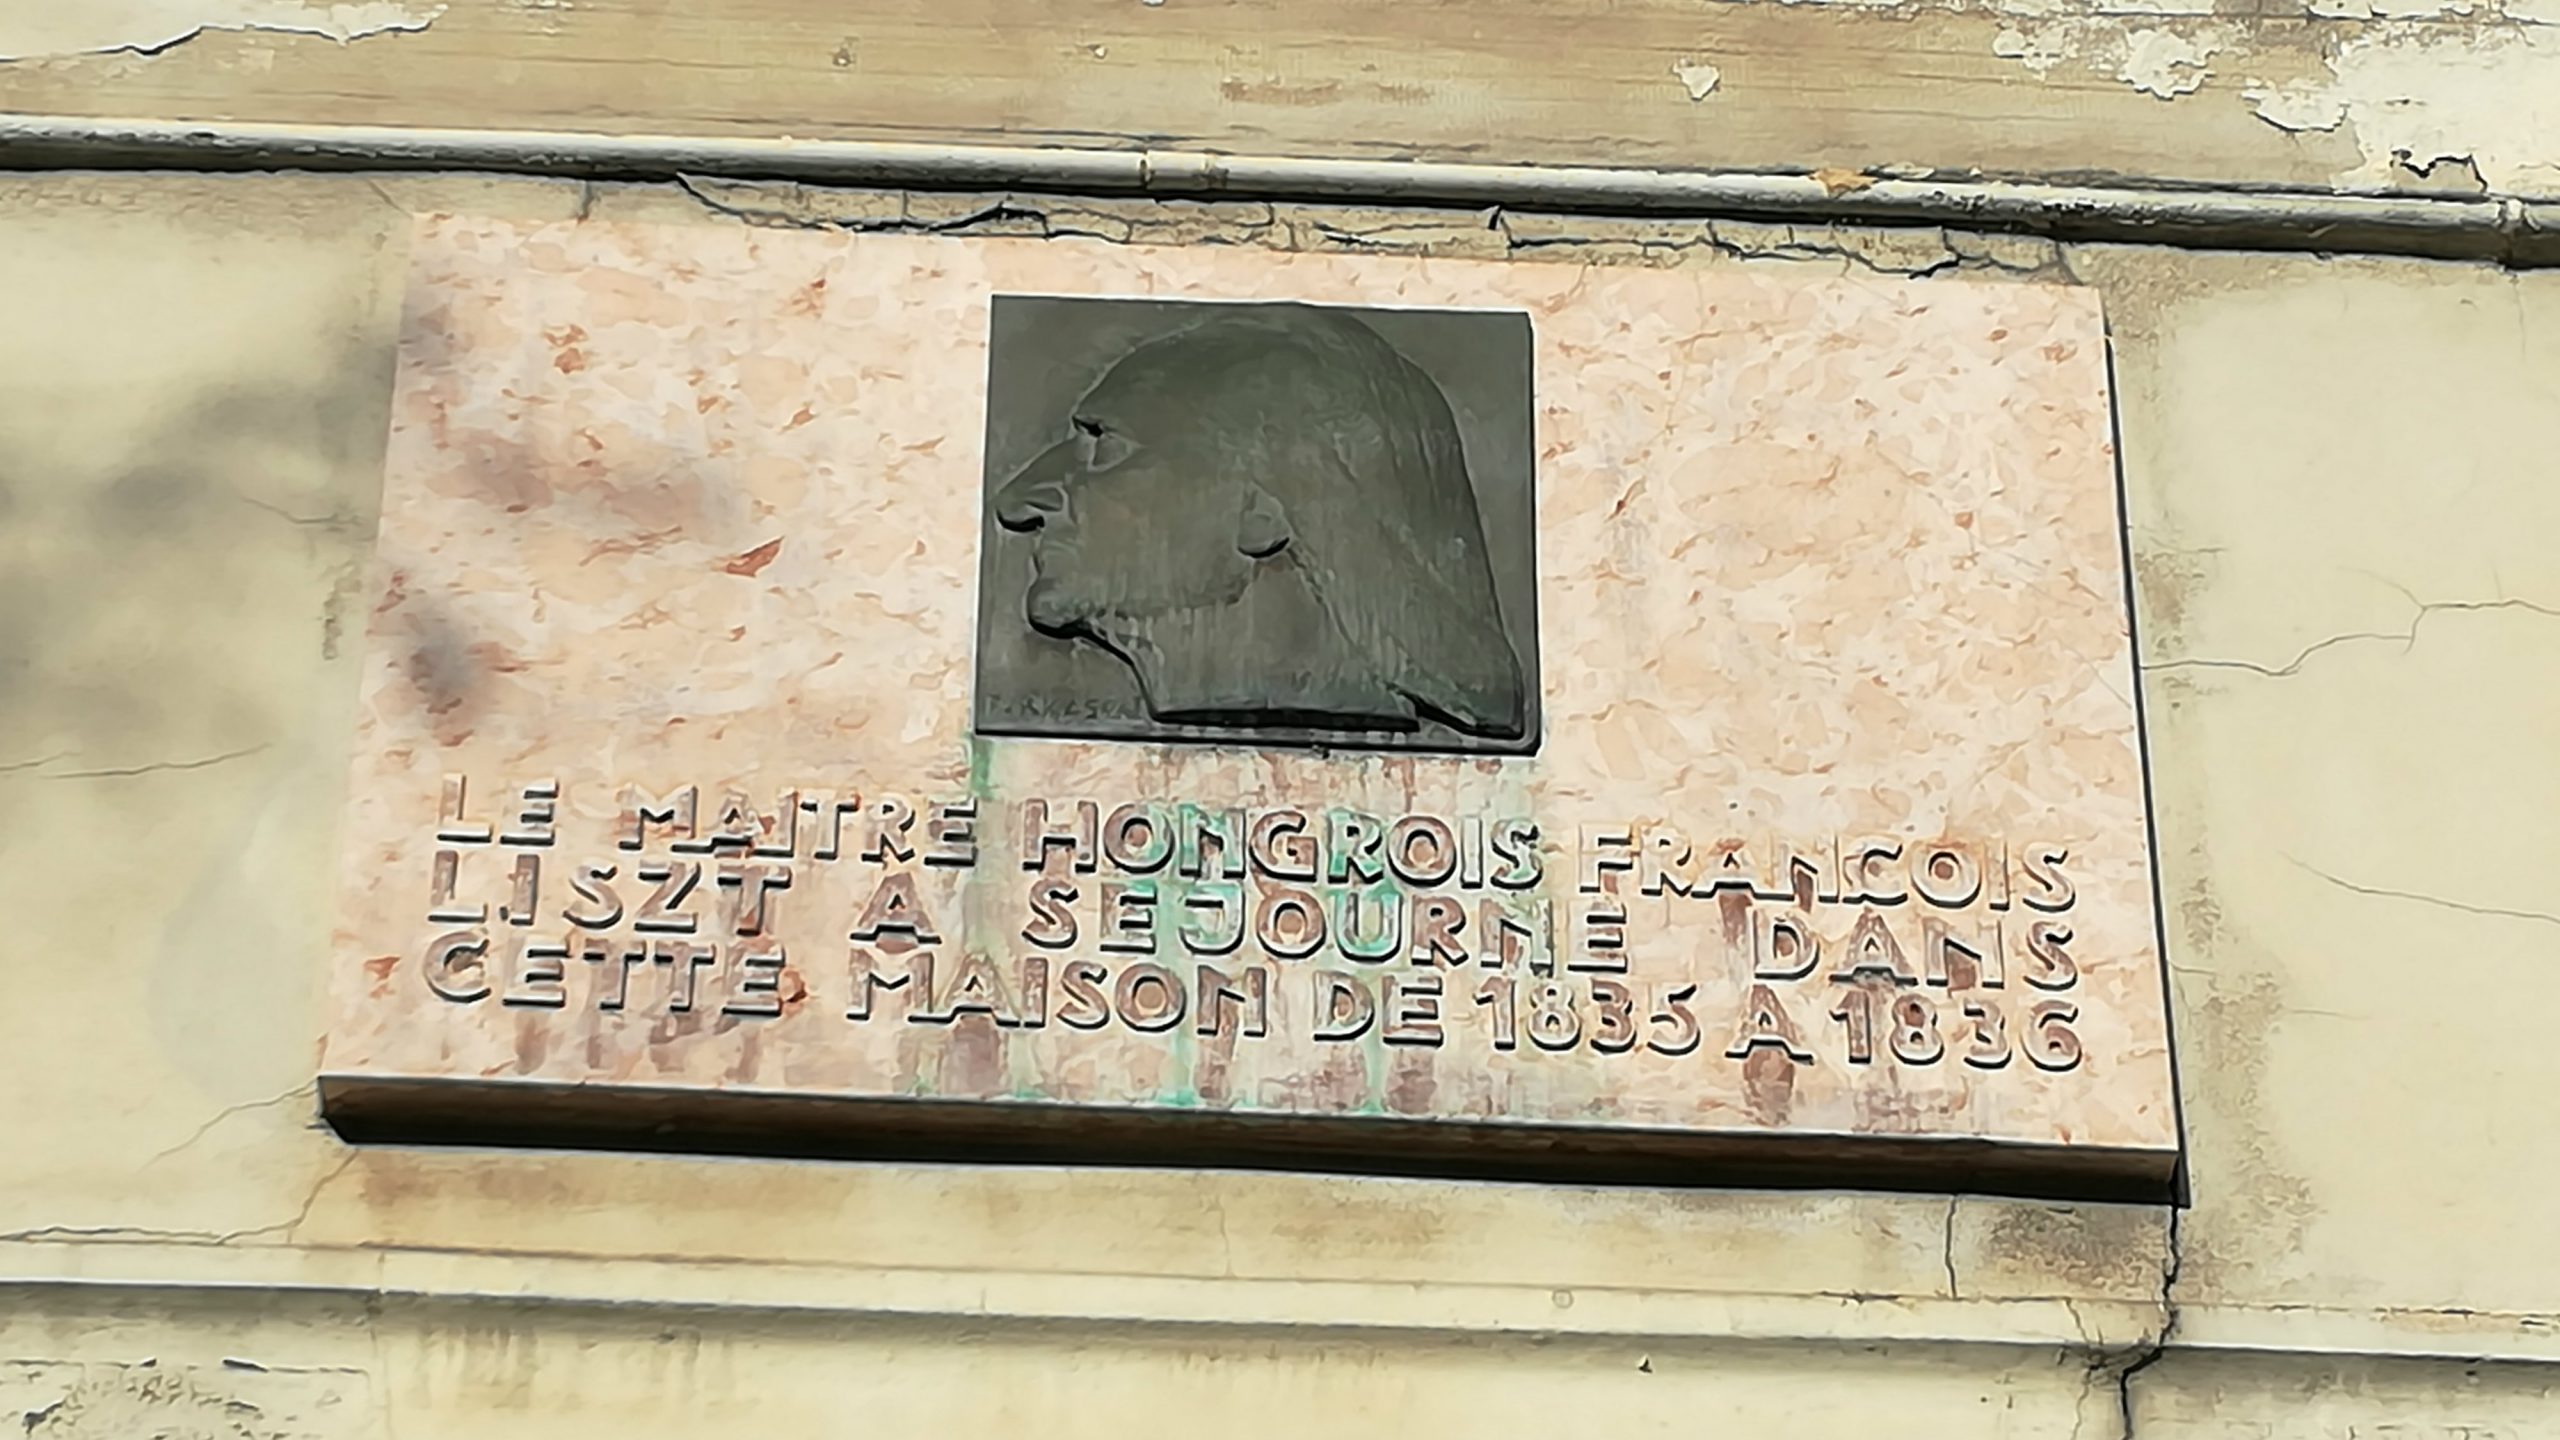 LE MAITRE HONGROIS FRANCOIS
LISZT A SEJOURNE DANS
CETTE MAISON DE 1835 A 1836